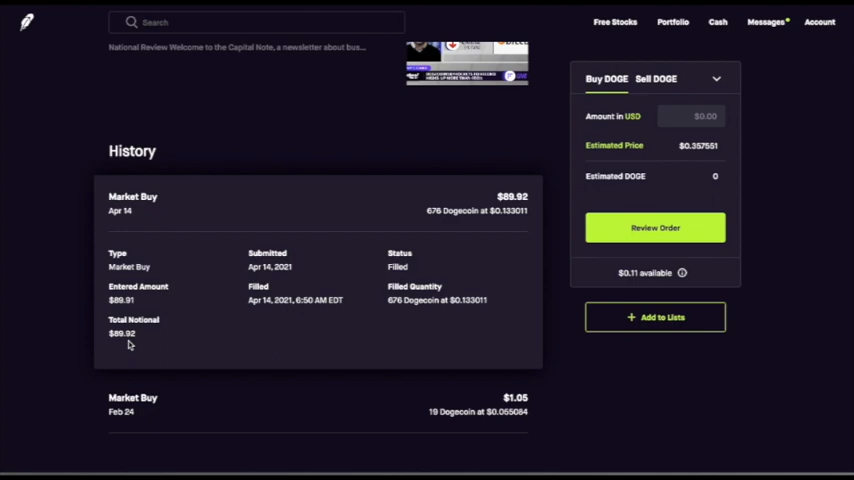 Search
Free Stocks
Portfolio
Cash
Messages
Account
National Review Welcome to the Capital Note, a newsletter about bus...
History
Market Buy
$89.92
Apr 14
676 Dogecoin at $0.133011
Type
Submitted
Status
Market Buy
Apr 14, 2021
Filled
Entered Amount
Filled
Filled Quantity
$89.91
Apr 14, 2021, 6:50 AM EDT
676 Dogecoin at $0.133011
Total Notional
$89.92
Market Buy
$1.05
Feb 24
19 Dogecoin at $0.055084
Buy DOGE
Sell DOGE
Amount in USD
$0.00
Estimated Price
$0.357551
Estimated DOGE
0
Review Order
$0.11 available
+ Add to Lists